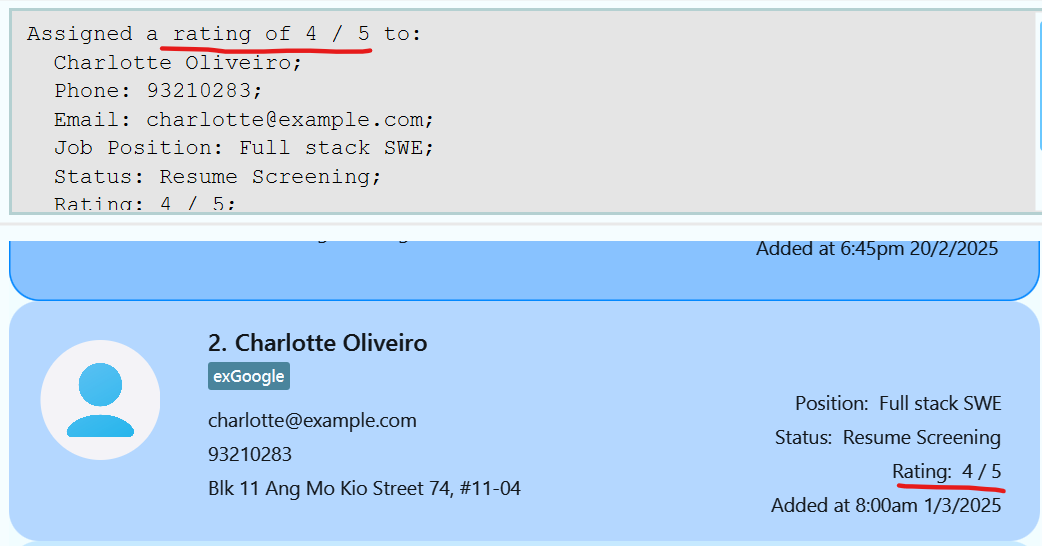 Assigned a rating of 4 / 5 to:
Charlotte Oliveiro;
Phone: 93210283;
Email: charlotte@example.com;
Job Position: Full stack SWE;
Status: Resume Screening;
Rating: 4 / 5;
Added at 6:45pm 20/2/2025
2. Charlotte Oliveiro
exGoogle
charlotte@example.com
93210283
Blk 11 Ang Mo Kio Street 74, #11-04
Position: Full stack SWE
Status: Resume Screening
Rating: 4 / 5
Added at 8:00am 1/3/2025